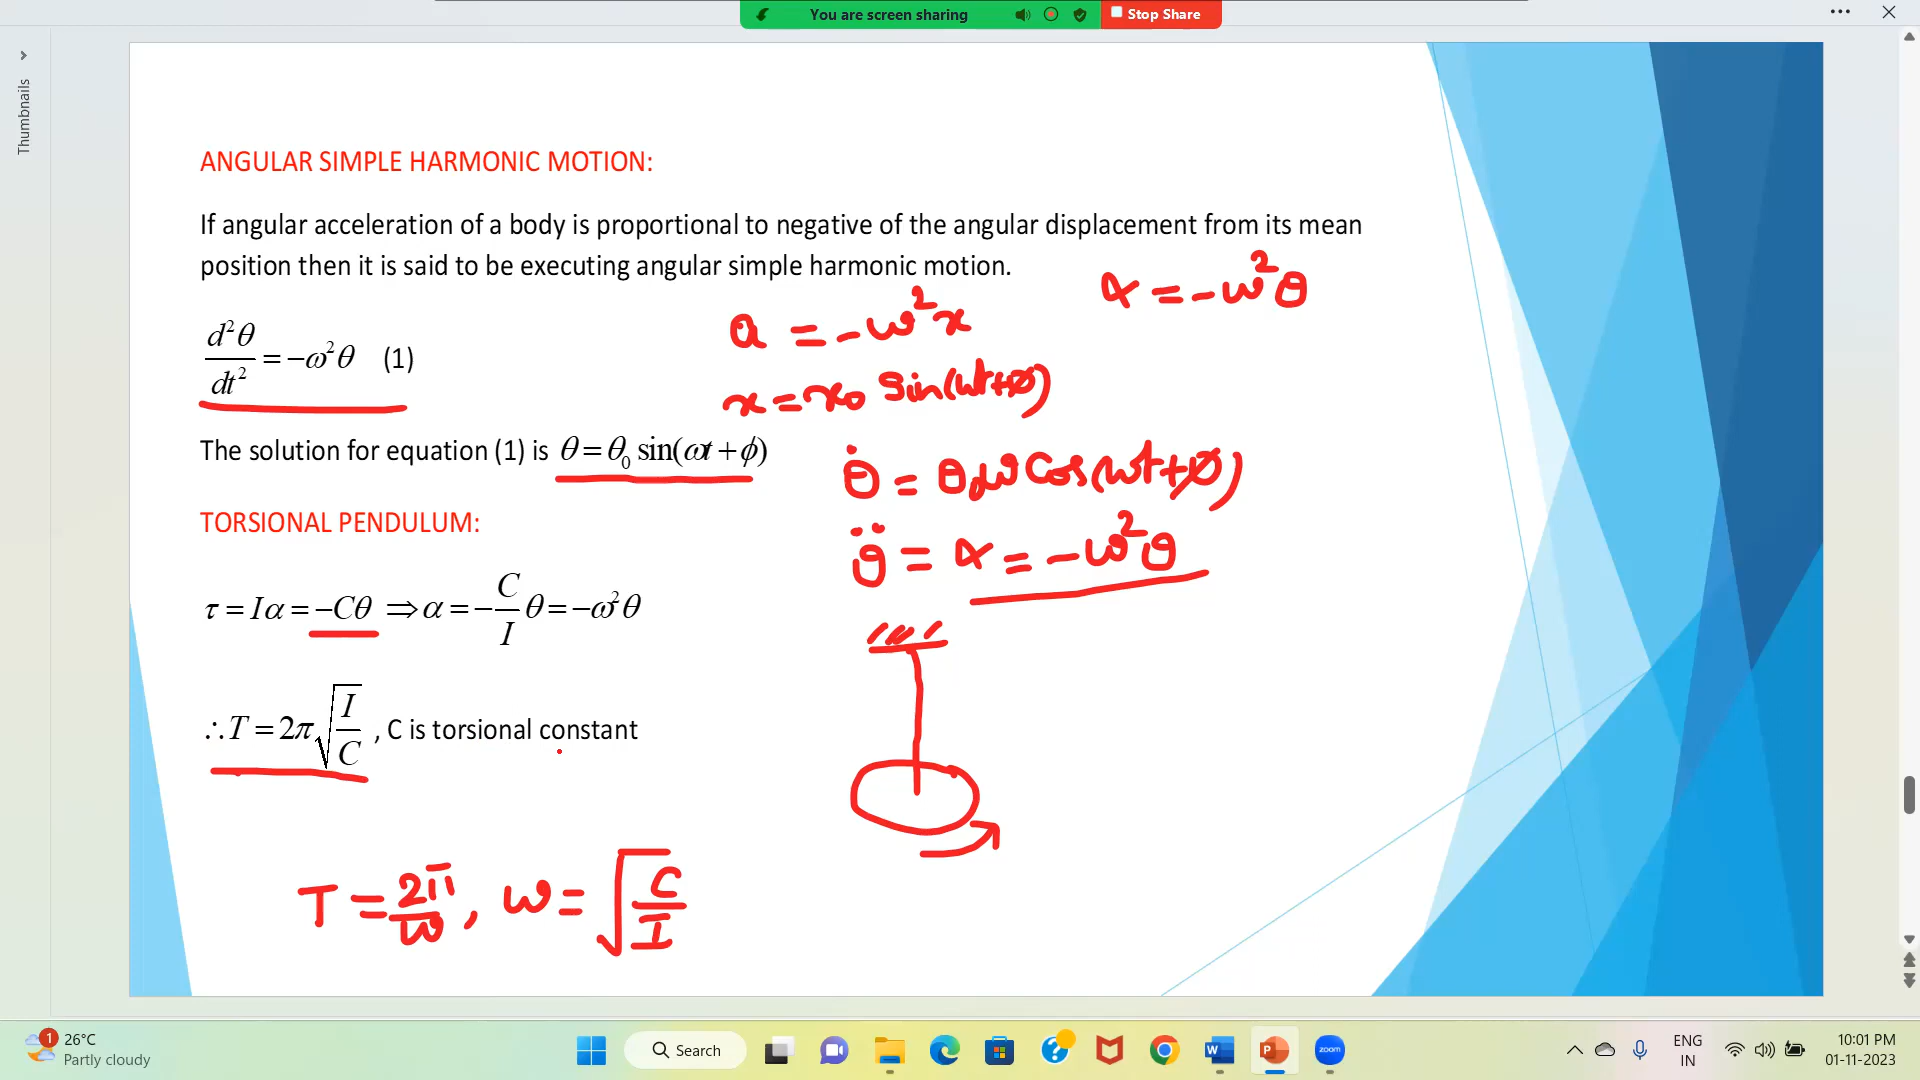 You are screen sharing
Stop Share
Thumbnails
ANGULAR SIMPLE HARMONIC MOTION:
If angular acceleration of a body is proportional to negative of the angular displacement from its mean
position then it is said to be executing angular simple harmonic motion.
α = -ω²θ
a = -ω²x
d²θ/dt² = -ω²θ (1)
x = x₀ sin(ωt+φ)
The solution for equation (1) is θ = θ₀ sin(ωt + φ)
θ̇ = θ₀ω cos(ωt+φ)
TORSIONAL PENDULUM:
θ̈ = α = -ω²θ
τ = Iα = -Cθ ⇒ α = -C/I θ = -ω²θ
∴ T = 2π√(I/C) , C is torsional constant
T = 2π/ω , ω = √(C/I)
1
26°C
Partly cloudy
Search
zoom
ENG
IN
10:01 PM
01-11-2023